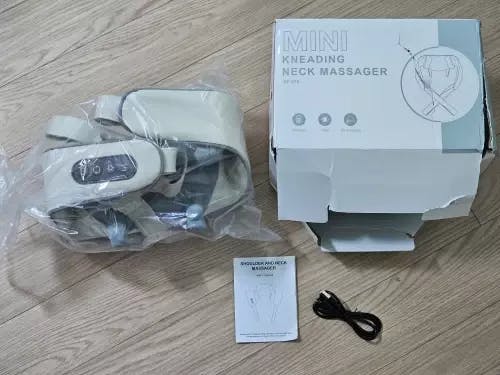 MINI
KNEADING
NECK MASSAGER
SHOULDER AND NECK
MASSAGER